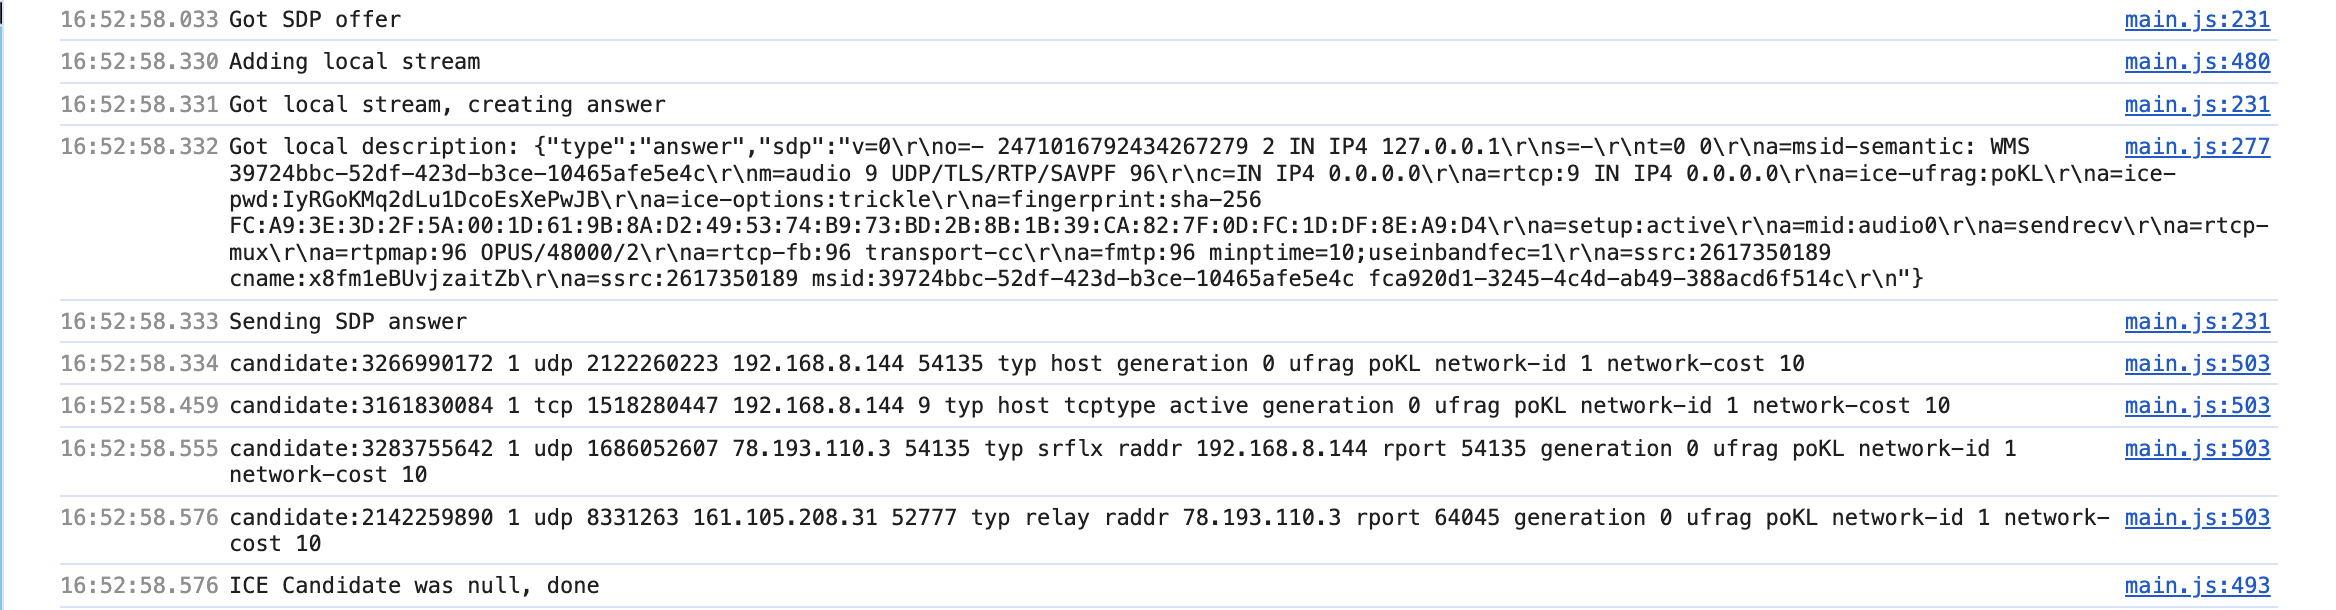 16:52:58.033 Got SDP offer main.js:231
16:52:58.330 Adding local stream main.js:480
16:52:58.331 Got local stream, creating answer main.js:231
16:52:58.332 Got local description: {"type":"answer","sdp":"v=0\r\no=- 2471016792434267279 2 IN IP4 127.0.0.1\r\ns=-\r\nt=0 0\r\na=msid-semantic: WMS main.js:277
39724bbc-52df-423d-b3ce-10465afe5e4c\r\nm=audio 9 UDP/TLS/RTP/SAVPF 96\r\nc=IN IP4 0.0.0.0\r\na=rtcp:9 IN IP4 0.0.0.0\r\na=ice-ufrag:poKL\r\na=ice-
pwd:IyRGoKMq2dLu1DcoEsXePwJB\r\na=ice-options:trickle\r\na=fingerprint:sha-256
FC:A9:3E:3D:2F:5A:00:1D:61:9B:8A:D2:49:53:74:B9:73:BD:2B:8B:1B:39:CA:82:7F:0D:FC:1D:DF:8E:A9:D4\r\na=setup:active\r\na=mid:audio0\r\na=sendrecv\r\na=rtcp-
mux\r\na=rtpmap:96 OPUS/48000/2\r\na=rtcp-fb:96 transport-cc\r\na=fmtp:96 minptime=10;useinbandfec=1\r\na=ssrc:2617350189
cname:x8fm1eBUvjzaitZb\r\na=ssrc:2617350189 msid:39724bbc-52df-423d-b3ce-10465afe5e4c fca920d1-3245-4c4d-ab49-388acd6f514c\r\n"}
16:52:58.333 Sending SDP answer main.js:231
16:52:58.334 candidate:3266990172 1 udp 2122260223 192.168.8.144 54135 typ host generation 0 ufrag poKL network-id 1 network-cost 10 main.js:503
16:52:58.459 candidate:3161830084 1 tcp 1518280447 192.168.8.144 9 typ host tcptype active generation 0 ufrag poKL network-id 1 network-cost 10 main.js:503
16:52:58.555 candidate:3283755642 1 udp 1686052607 78.193.110.3 54135 typ srflx raddr 192.168.8.144 rport 54135 generation 0 ufrag poKL network-id 1 main.js:503
network-cost 10
16:52:58.576 candidate:2142259890 1 udp 8331263 161.105.208.31 52777 typ relay raddr 78.193.110.3 rport 64045 generation 0 ufrag poKL network-id 1 network- main.js:503
cost 10
16:52:58.576 ICE Candidate was null, done main.js:493